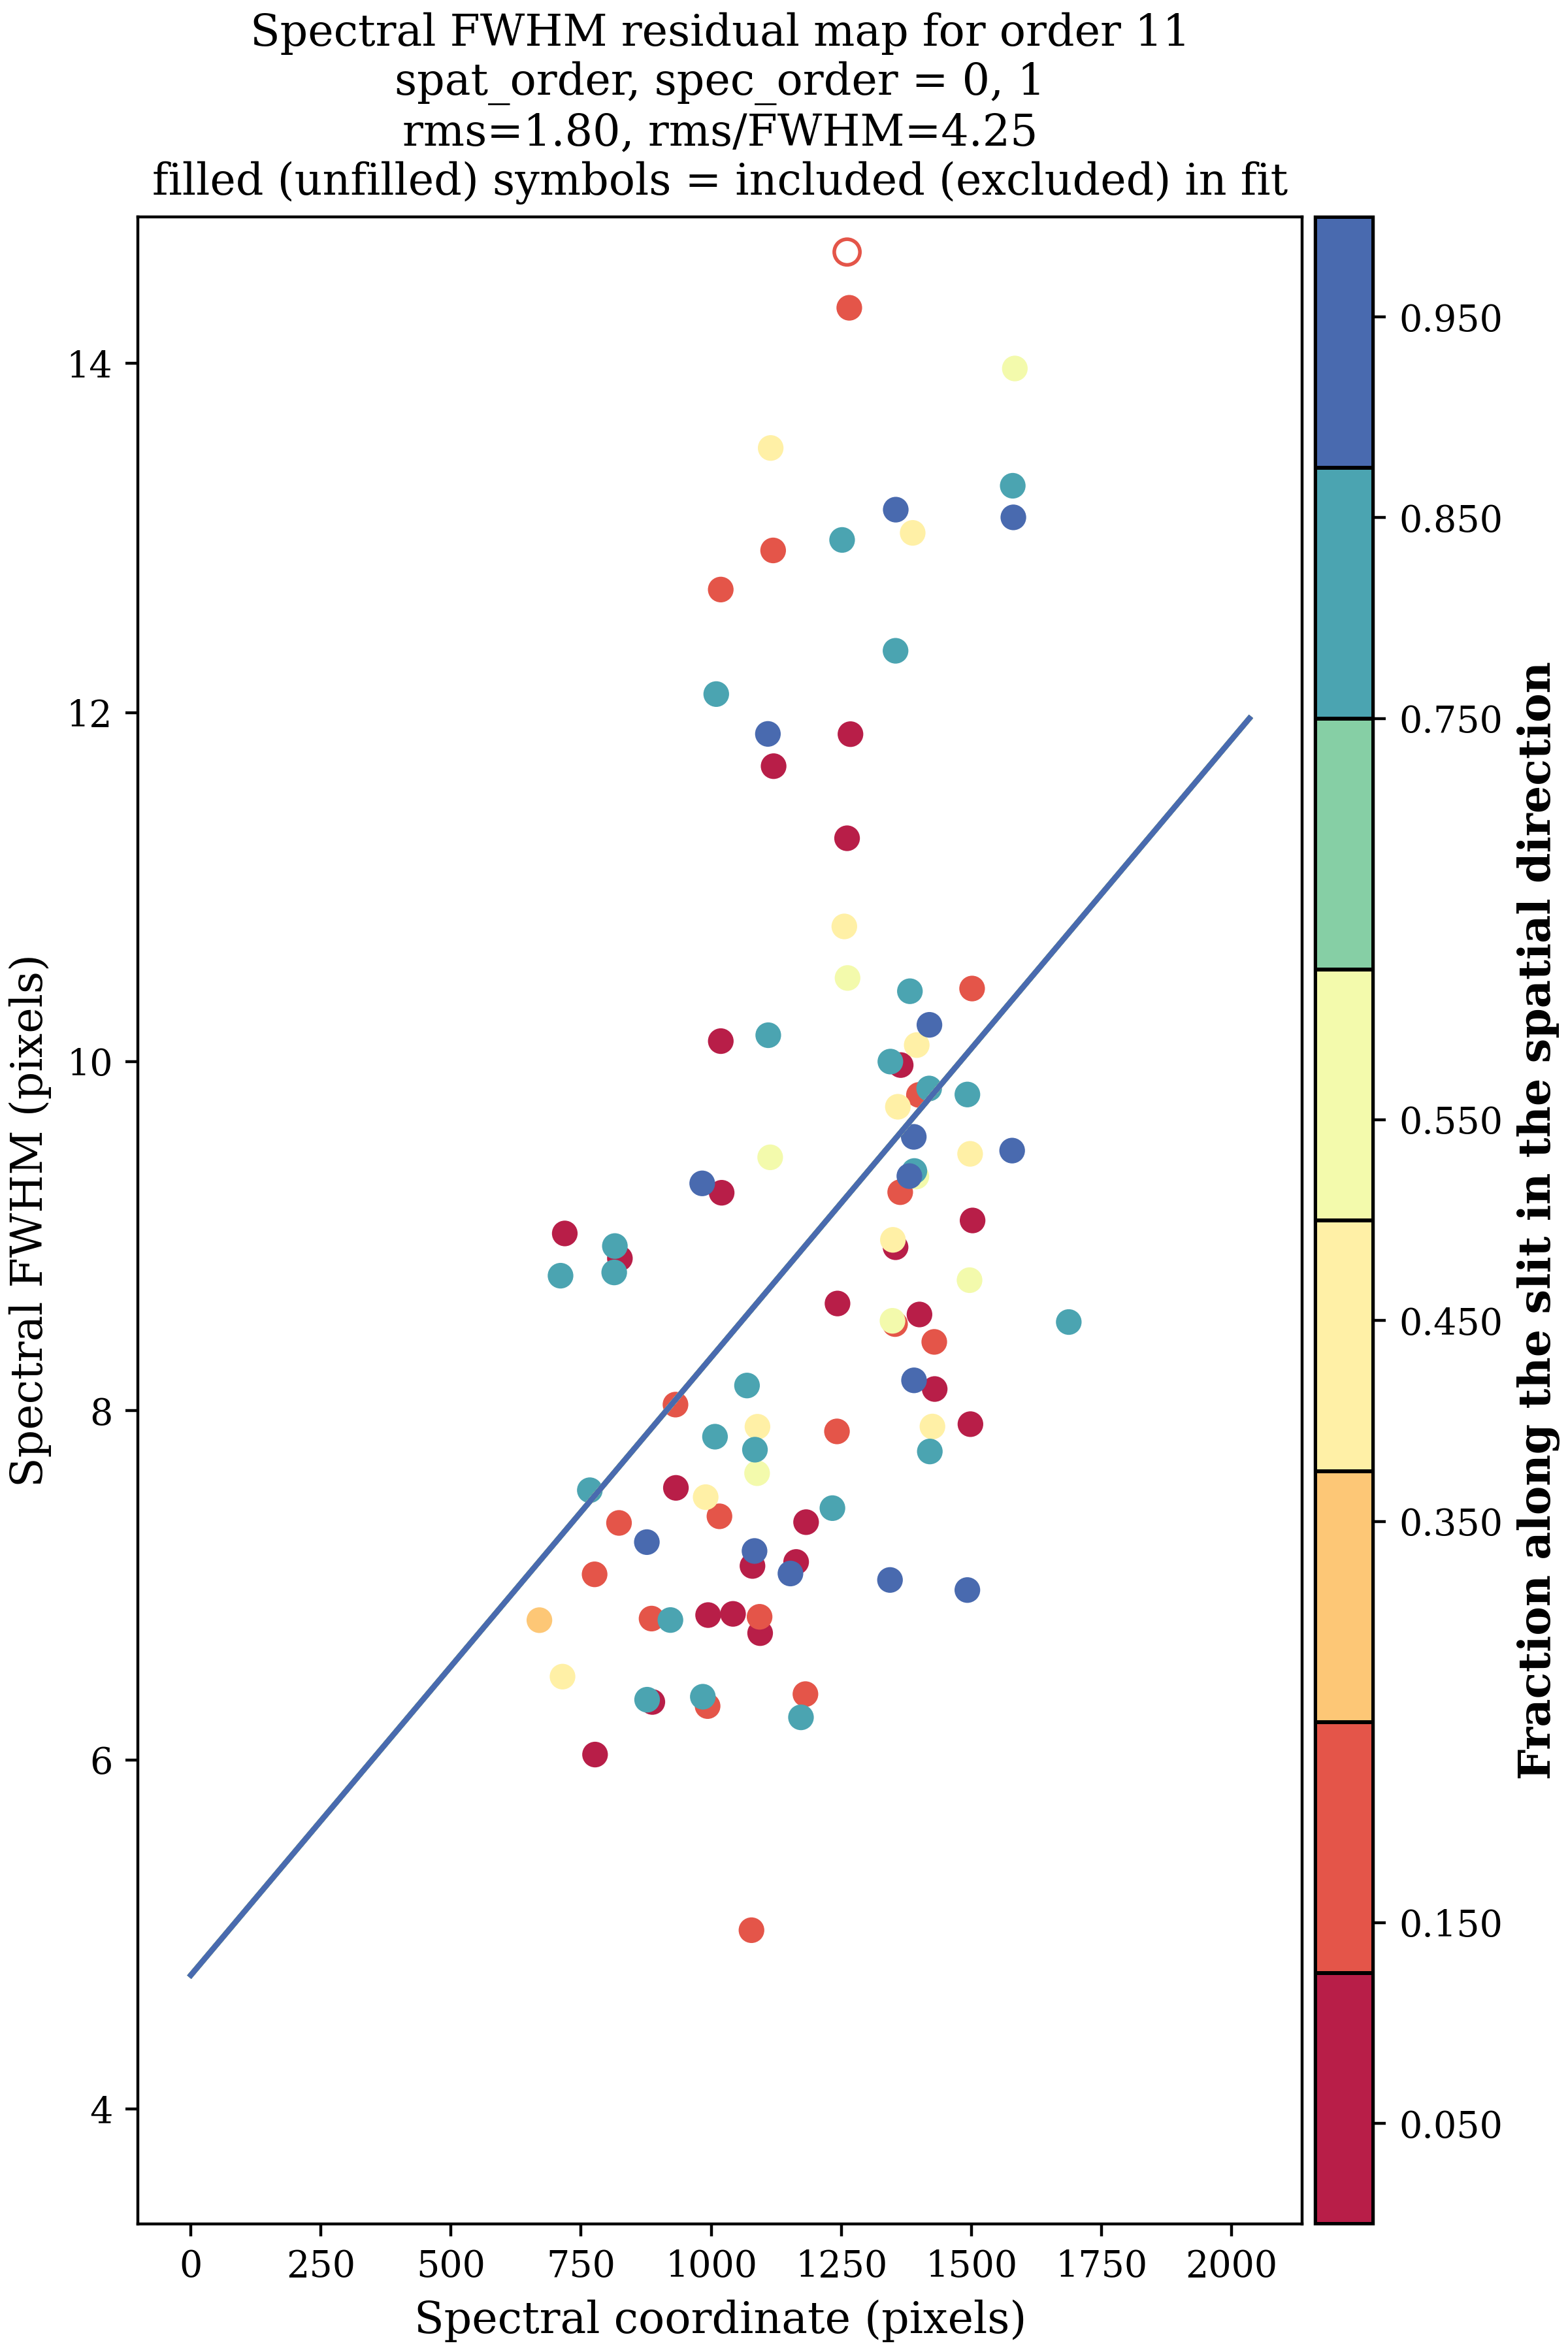 Spectral FWHM residual map for order 11
spat_order, spec_order = 0, 1
rms=1.80, rms/FWHM=4.25
filled (unfilled) symbols = included (excluded) in fit
Spectral FWHM (pixels)
14
12
10
8
6
4
0 250 500 750 1000 1250 1500 1750 2000
Spectral coordinate (pixels)
0.950
0.850
0.750
0.550
0.450
0.350
0.150
0.050
Fraction along the slit in the spatial direction